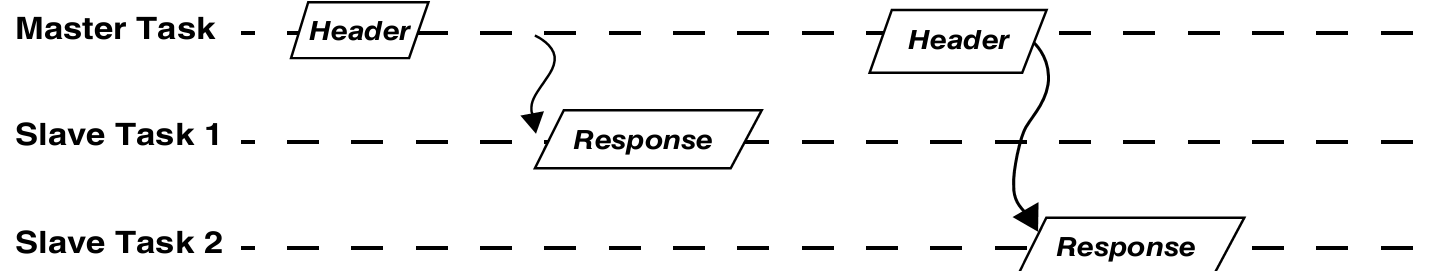 Master Task Header Header
Slave Task 1 Response
Slave Task 2 Response